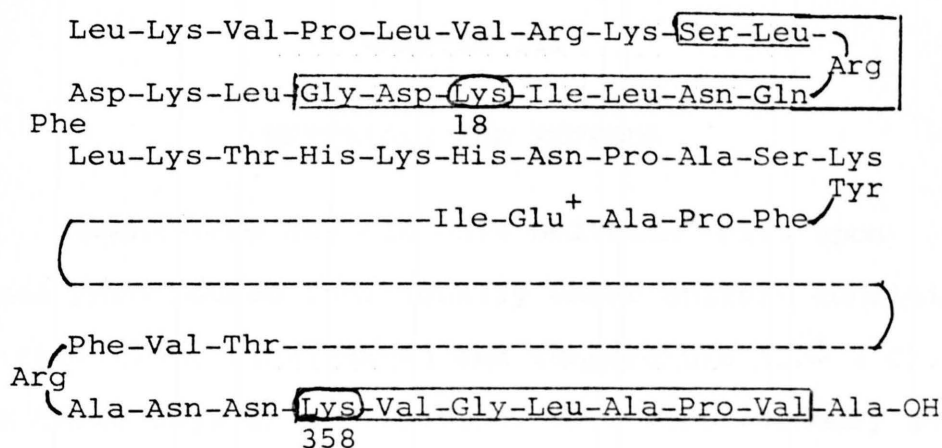 Leu-Lys-Val-Pro-Leu-Val-Arg-Lys-Ser-Leu-
Arg
Asp-Lys-Leu-Gly-Asp-Lys-Ile-Leu-Asn-Gln
Phe
18
Leu-Lys-Thr-His-Lys-His-Asn-Pro-Ala-Ser-Lys
Tyr
-----------------Ile-Glu+-Ala-Pro-Phe
Phe-Val-Thr-----------------------------
Arg
Ala-Asn-Asn-Lys-Val-Gly-Leu-Ala-Pro-Val-Ala-OH
358